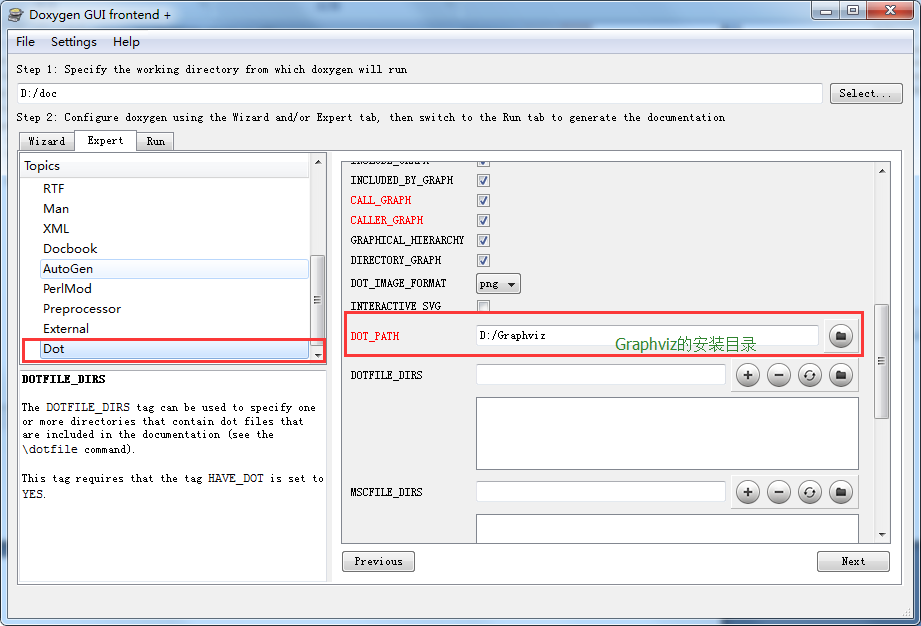 Doxygen GUI frontend +
File Settings Help
Step 1: Specify the working directory from which doxygen will run
D:/doc
Select...
Step 2: Configure doxygen using the Wizard and/or Expert tab, then switch to the Run tab to generate the documentation
Wizard Expert Run
Topics
RTF
Man
XML
Docbook
AutoGen
PerlMod
Preprocessor
External
Dot
DOTFILE_DIRS
The DOTFILE_DIRS tag can be used to specify one
or more directories that contain dot files that
are included in the documentation (see the
\dotfile command).
This tag requires that the tag HAVE_DOT is set to
YES.
INCLUDE_GRAPH
INCLUDED_BY_GRAPH
CALL_GRAPH
CALLER_GRAPH
GRAPHICAL_HIERARCHY
DIRECTORY_GRAPH
DOT_IMAGE_FORMAT png
INTERACTIVE_SVG
DOT_PATH D:/Graphviz
Graphviz的安装目录
DOTFILE_DIRS
MSCFILE_DIRS
Previous
Next